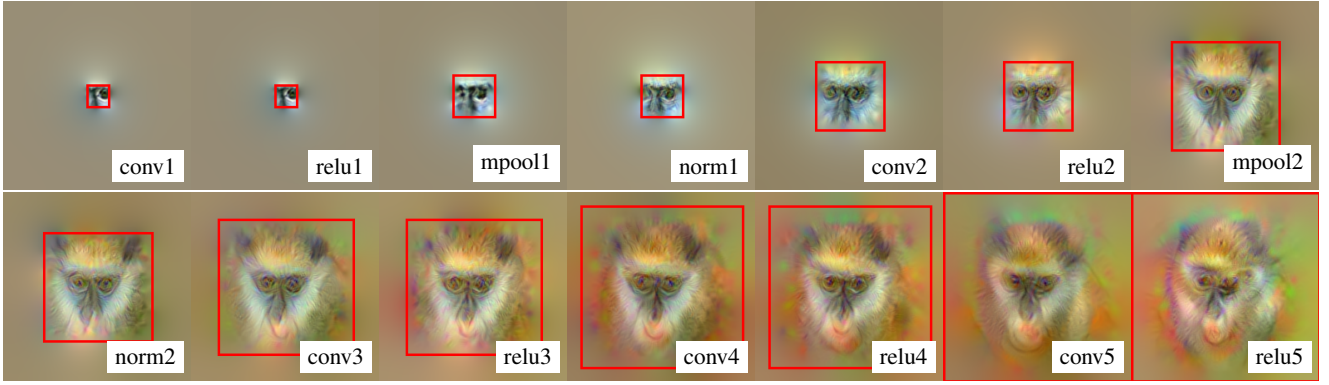 conv1 relu1 mpool1 norm1 conv2 relu2 mpool2
norm2 conv3 relu3 conv4 relu4 conv5 relu5